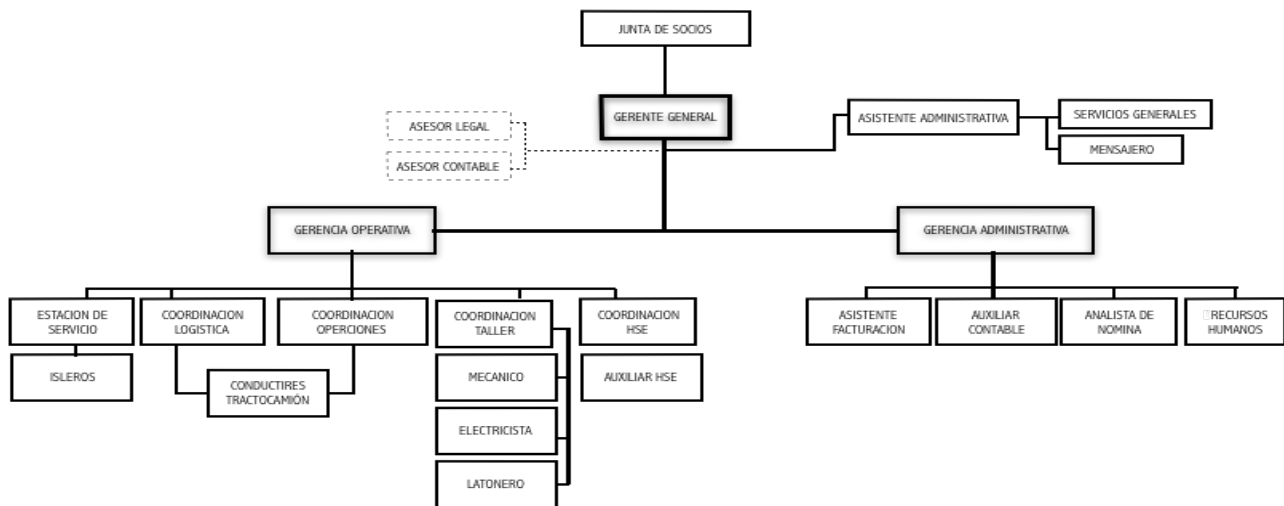 JUNTA DE SOCIOS
GERENTE GENERAL
ASESOR LEGAL
ASESOR CONTABLE
ASISTENTE ADMINISTRATIVA
SERVICIOS GENERALES
MENSAJERO
GERENCIA OPERATIVA
GERENCIA ADMINISTRATIVA
ESTACION DE
SERVICIO
ISLEROS
COORDINACION
LOGISTICA
COORDINACION
OPERCIONES
CONDUCTIRES
TRACTOCAMIÓN
COORDINACION
TALLER
MECANICO
ELECTRICISTA
LATONERO
COORDINACION
HSE
AUXILIAR HSE
ASISTENTE
FACTURACION
AUXILIAR
CONTABLE
ANALISTA DE
NOMINA
RECURSOS
HUMANOS